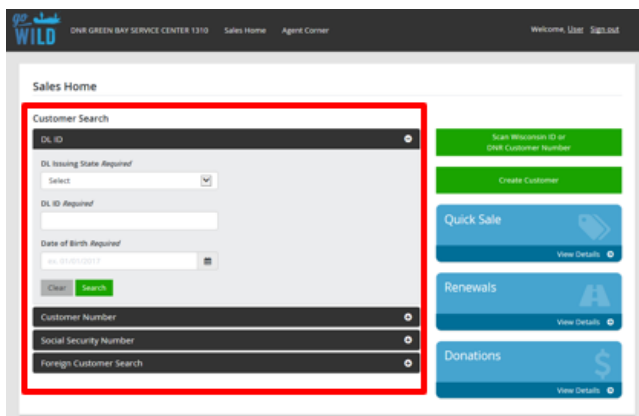 go
WILD
DNR GREEN BAY SERVICE CENTER 1310 Sales Home Agent Corner Welcome, User Sign out
Sales Home
Customer Search
DL ID
DL Issuing State Required
Select
DL ID Required
Date of Birth Required
ex. 01/01/2017
Clear Search
Customer Number
Social Security Number
Foreign Customer Search
Scan Wisconsin ID or
DNR Customer Number
Create Customer
Quick Sale
View Details
Renewals
View Details
Donations
$
View Details